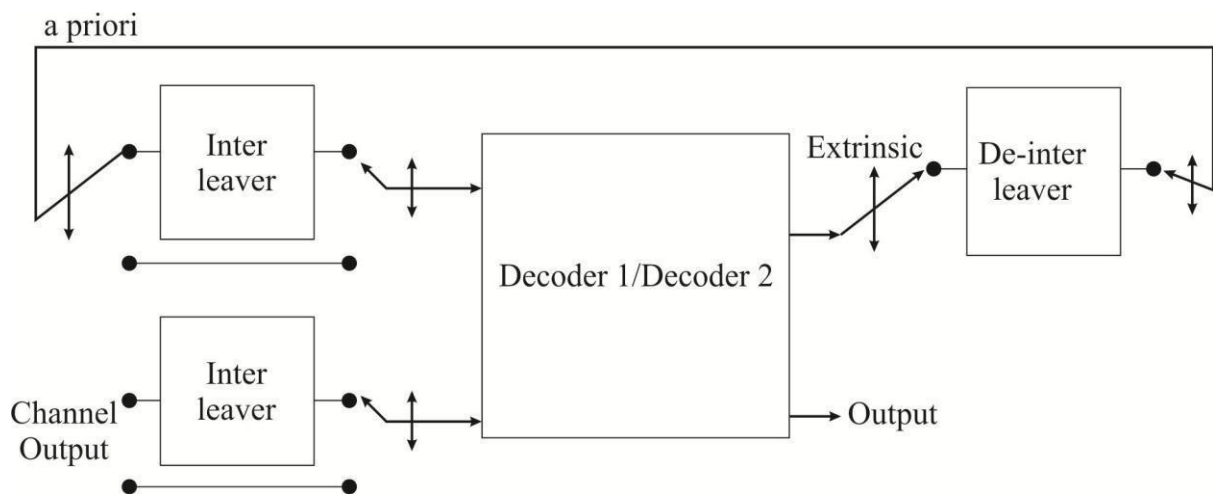 a priori
Inter
leaver
Extrinsic
De-inter
leaver
Decoder 1/Decoder 2
Inter
leaver
Channel
Output
Output